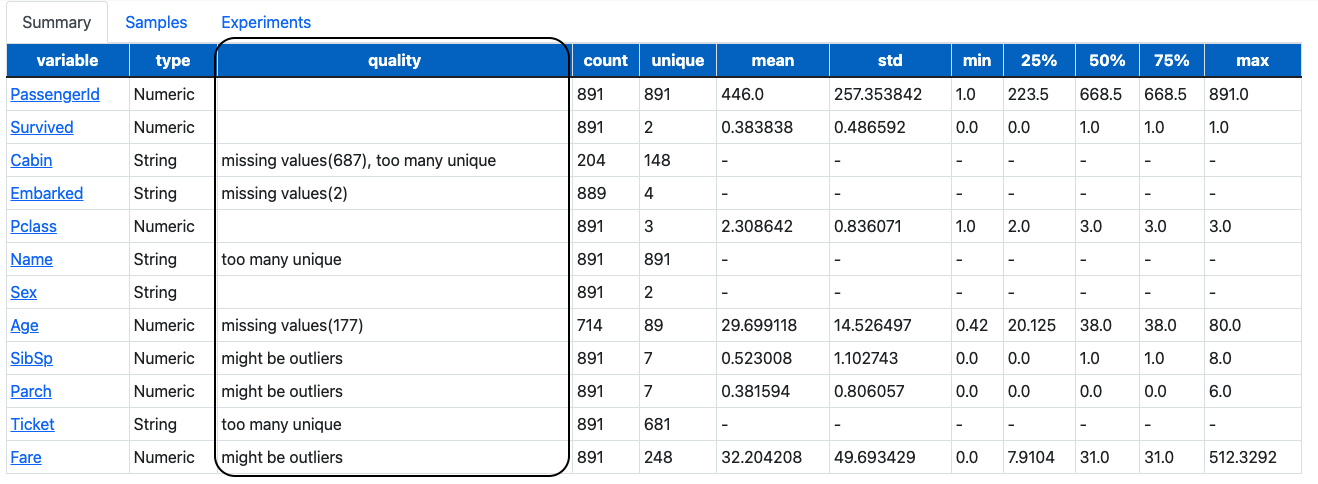 Summary Samples Experiments
variable type quality count unique mean std min 25% 50% 75% max
PassengerId Numeric 891 891 446.0 257.353842 1.0 223.5 668.5 668.5 891.0
Survived Numeric 891 2 0.383838 0.486592 0.0 0.0 1.0 1.0 1.0
Cabin String missing values(687), too many unique 204 148 - - - - - - -
Embarked String missing values(2) 889 4 - - - - - - -
Pclass Numeric 891 3 2.308642 0.836071 1.0 2.0 3.0 3.0 3.0
Name String too many unique 891 891 - - - - - - -
Sex String 891 2 - - - - - - -
Age Numeric missing values(177) 714 89 29.699118 14.526497 0.42 20.125 38.0 38.0 80.0
SibSp Numeric might be outliers 891 7 0.523008 1.102743 0.0 0.0 1.0 1.0 8.0
Parch Numeric might be outliers 891 7 0.381594 0.806057 0.0 0.0 0.0 0.0 6.0
Ticket String too many unique 891 681 - - - - - - -
Fare Numeric might be outliers 891 248 32.204208 49.693429 0.0 7.9104 31.0 31.0 512.3292